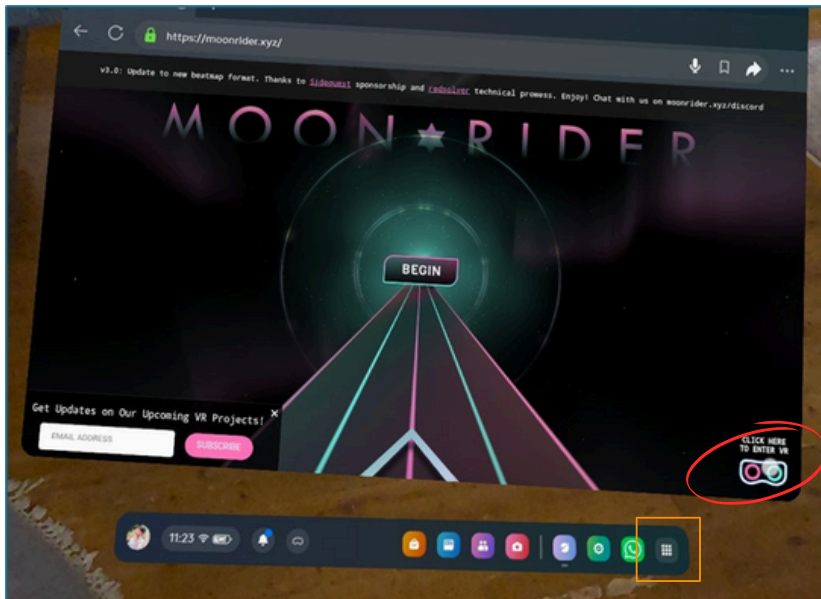 https://moonrider.xyz/
v3.0: Update to new beatmap format. Thanks to Sidequest sponsorship and redsolver technical prowess. Enjoy! Chat with us on moonrider.xyz/discord
MOON RIDER
BEGIN
Get Updates on Our Upcoming VR Projects!
EMAIL ADDRESS
SUBSCRIBE
CLICK HERE
TO ENTER VR
11:23